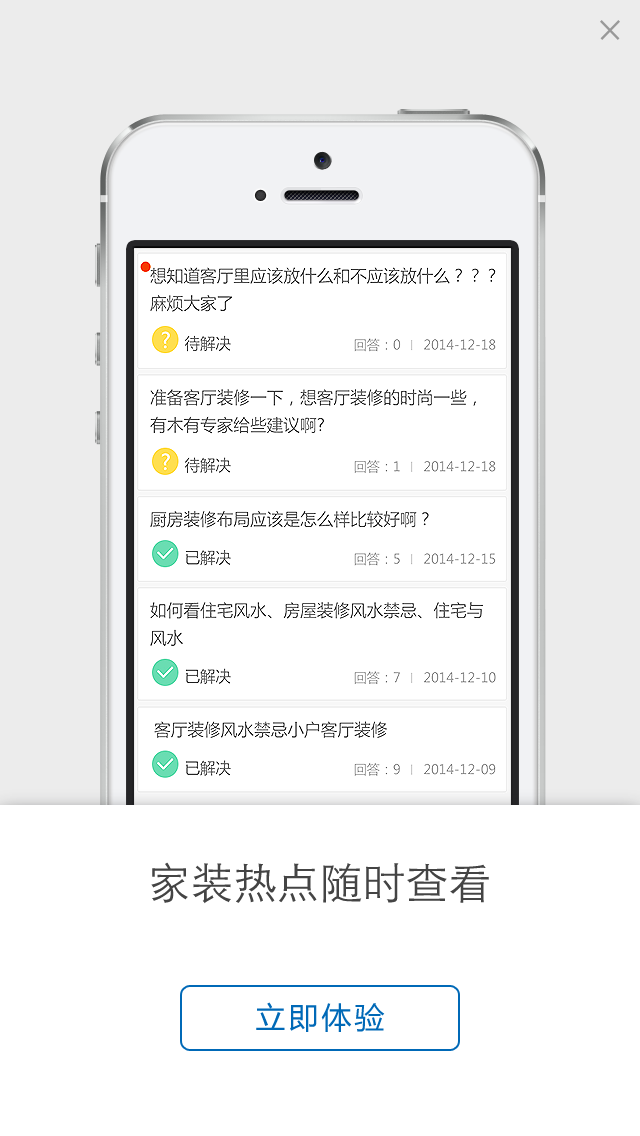 想知道客厅里应该放什么和不应该放什么？？？
麻烦大家了
? 待解决 回答：0 | 2014-12-18
准备客厅装修一下，想客厅装修的时尚一些，
有木有专家给些建议啊?
? 待解决 回答：1 | 2014-12-18
厨房装修布局应该是怎么样比较好啊？
已解决 回答：5 | 2014-12-15
如何看住宅风水、房屋装修风水禁忌、住宅与
风水
已解决 回答：7 | 2014-12-10
客厅装修风水禁忌小户客厅装修
已解决 回答：9 | 2014-12-09
家装热点随时查看
立即体验